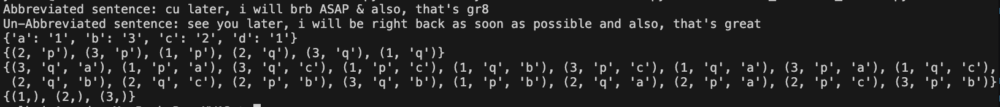 Abbreviated sentence: cu later, i will brb ASAP & also, that's gr8
Un-Abbreviated sentence: see you later, i will be right back as soon as possible and also, that's great
{'a': '1', 'b': '3', 'c': '2', 'd': '1'}
{(2, 'p'), (3, 'p'), (1, 'p'), (2, 'q'), (3, 'q'), (1, 'q')}
{(3, 'q', 'a'), (1, 'p', 'a'), (3, 'q', 'c'), (1, 'p', 'c'), (1, 'q', 'b'), (3, 'p', 'c'), (1, 'q', 'a'), (3, 'p', 'a'), (1, 'q', 'c'),
(2, 'q', 'b'), (2, 'q', 'c'), (2, 'p', 'b'), (3, 'q', 'b'), (1, 'p', 'b'), (2, 'q', 'a'), (2, 'p', 'a'), (2, 'p', 'c'), (3, 'p', 'b')}
{(1,), (2,), (3,)}